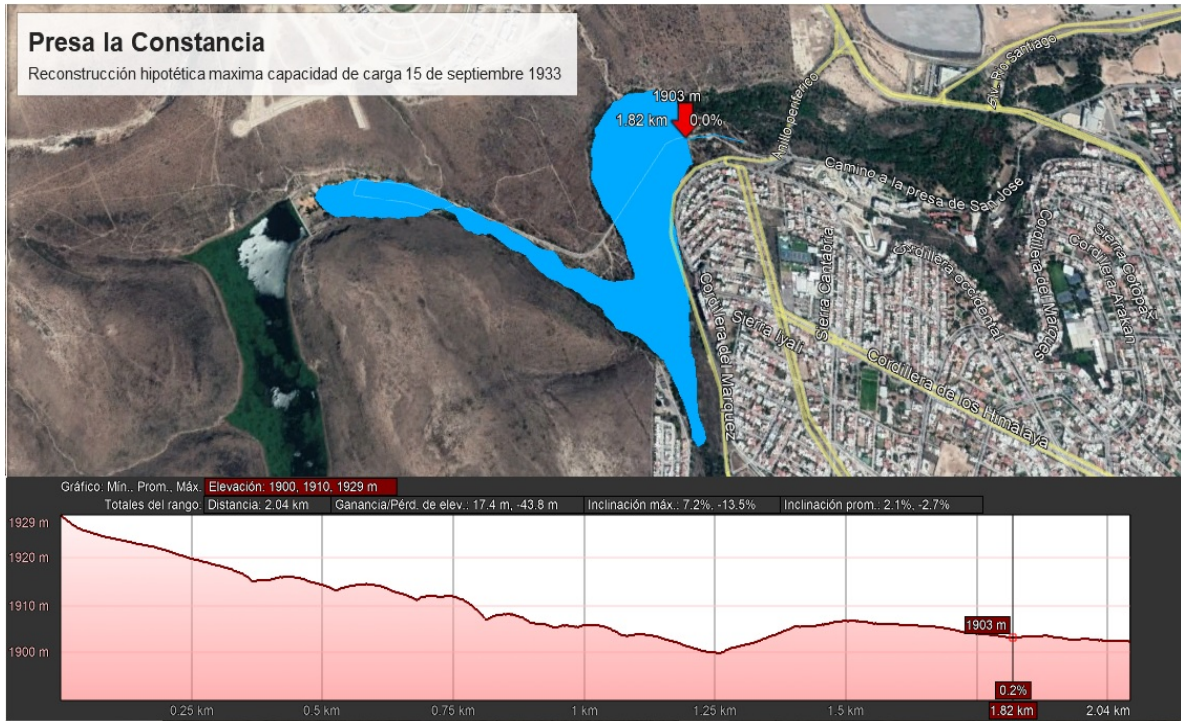 Presa la Constancia
Reconstrucción hipotética maxima capacidad de carga 15 de septiembre 1933
1903 m
1.82 km 0.0%
Anillo periferico
Blv. Rio Santiago
Camino a la presa de San Jose
Cordillera occidental
Sierra Cantabria
Cordillera del Marques
Sierra Cotopaxi
Cordillera Arakan
Cordillera del Marquez
Sierra Iyali
Cordillera de los Himalaya
Gráfico: Mín., Prom., Máx. Elevación: 1900, 1910, 1929 m
Totales del rango: Distancia: 2.04 km Ganancia/Pérd. de elev.: 17.4 m, -43.8 m Inclinación máx.: 7.2%, -13.5% Inclinación prom.: 2.1%, -2.7%
1929 m
1920 m
1910 m
1900 m
1903 m
0.2%
0.25 km 0.5 km 0.75 km 1 km 1.25 km 1.5 km 1.82 km 2.04 km